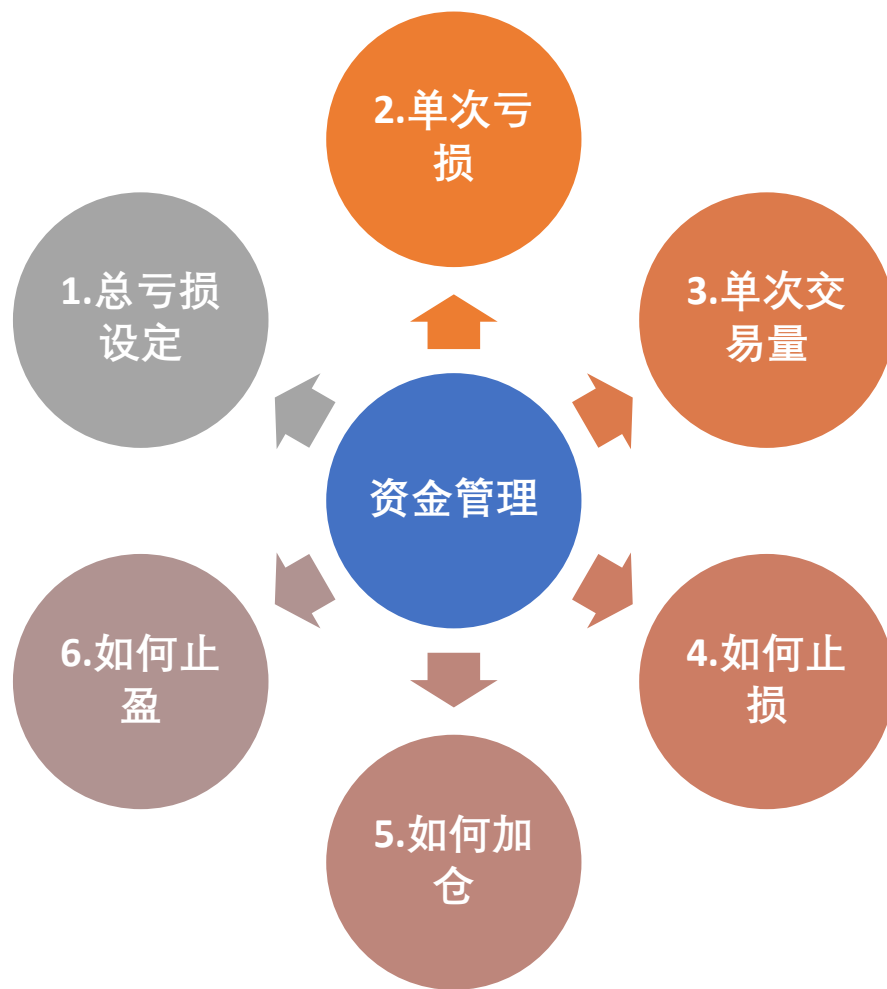 2.单次亏
损
1.总亏损
设定
3.单次交
易量
资金管理
6.如何止
盈
4.如何止
损
5.如何加
仓